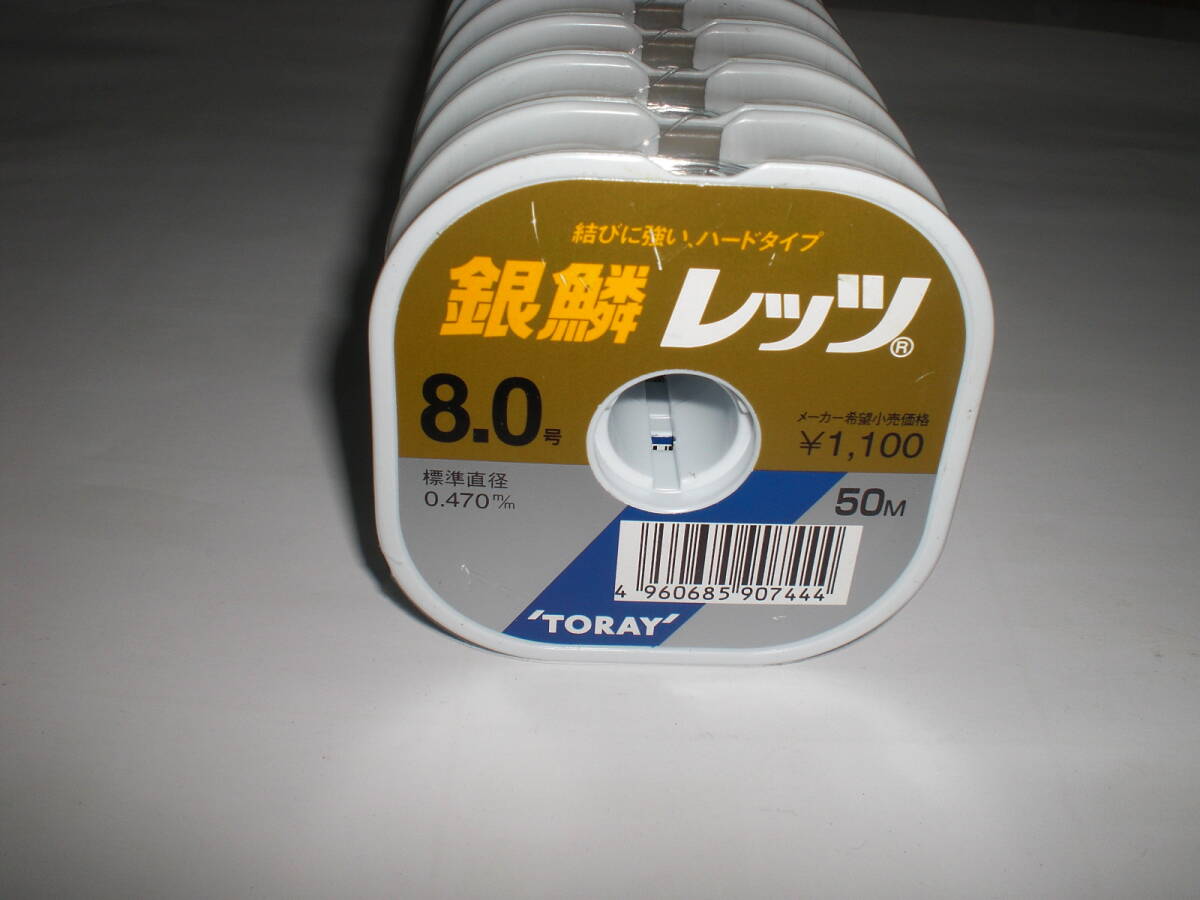 結びに強い、ハードタイプ
銀鱗 レッツ®
8.0号
メーカー希望小売価格
¥1,100
標準直径
0.470m/m
50M
4 960685 907444
'TORAY'